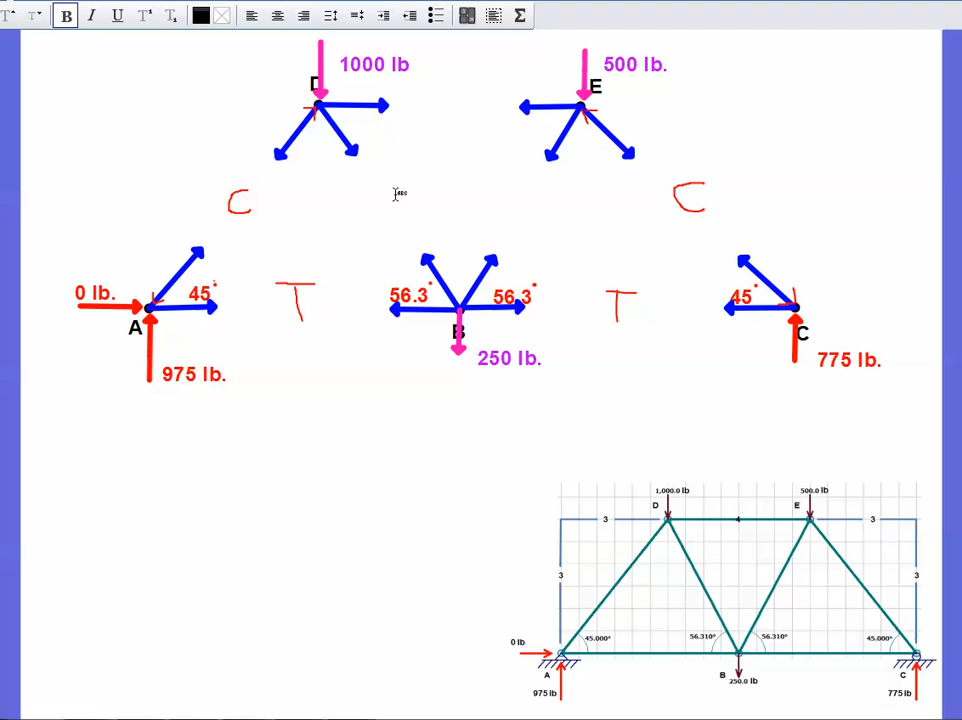 1000 lb
500 lb.
D
E
C
C
0 lb.
45°
T
56.3°
56.3°
T
45°
A
B
C
975 lb.
250 lb.
775 lb.
1,000.0 lb
500.0 lb
D
E
3
4
3
3
3
45.000°
56.310°
56.310°
45.000°
0 lb
A
B
C
250.0 lb
975 lb
775 lb